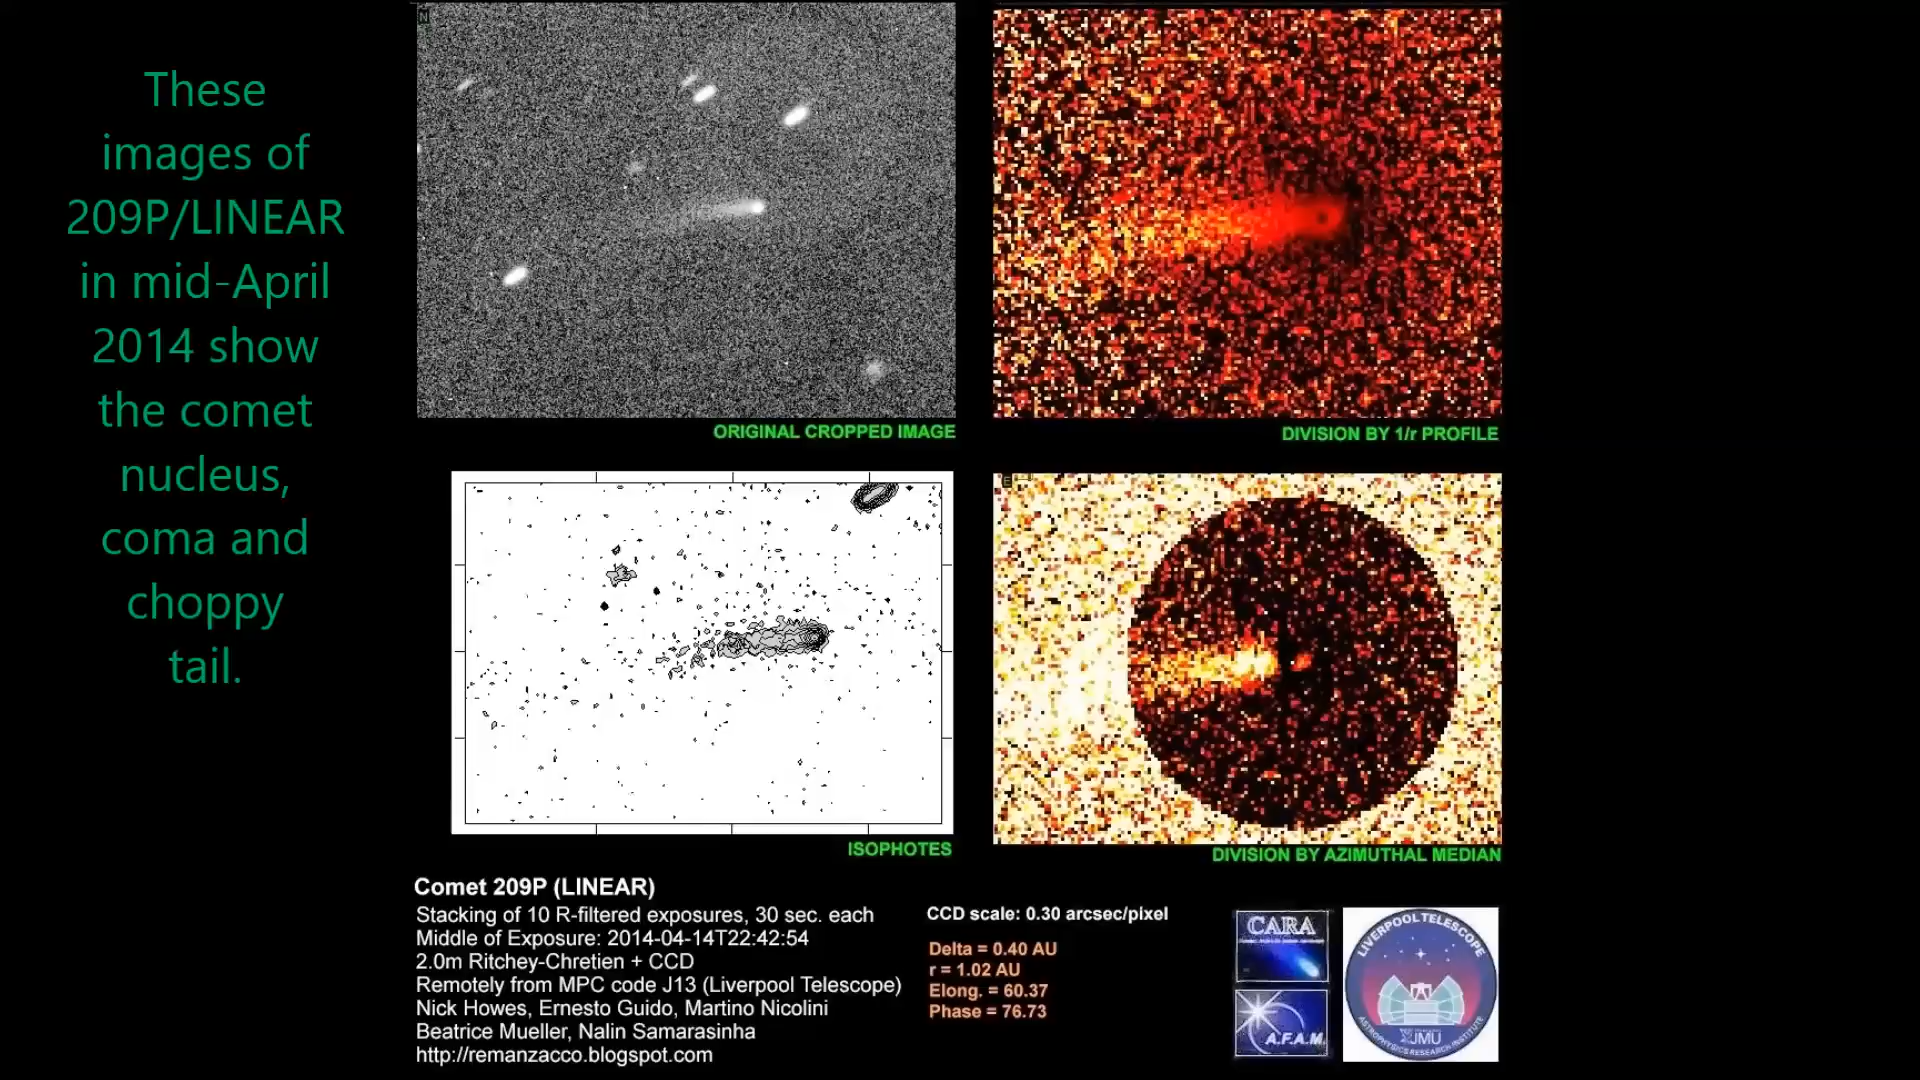 These
images of
209P/LINEAR
in mid-April
2014 show
the comet
nucleus,
coma and
choppy
tail.
N
ORIGINAL CROPPED IMAGE
DIVISION BY 1/r PROFILE
E
ISOPHOTES
DIVISION BY AZIMUTHAL MEDIAN
Comet 209P (LINEAR)
Stacking of 10 R-filtered exposures, 30 sec. each
Middle of Exposure: 2014-04-14T22:42:54
2.0m Ritchey-Chretien + CCD
Remotely from MPC code J13 (Liverpool Telescope)
Nick Howes, Ernesto Guido, Martino Nicolini
Beatrice Mueller, Nalin Samarasinha
http://remanzacco.blogspot.com
CCD scale: 0.30 arcsec/pixel
Delta = 0.40 AU
r = 1.02 AU
Elong. = 60.37
Phase = 76.73
CARA
A.F.A.M.
LIVERPOOL TELESCOPE
JMU
ASTROPHYSICS RESEARCH INSTITUTE